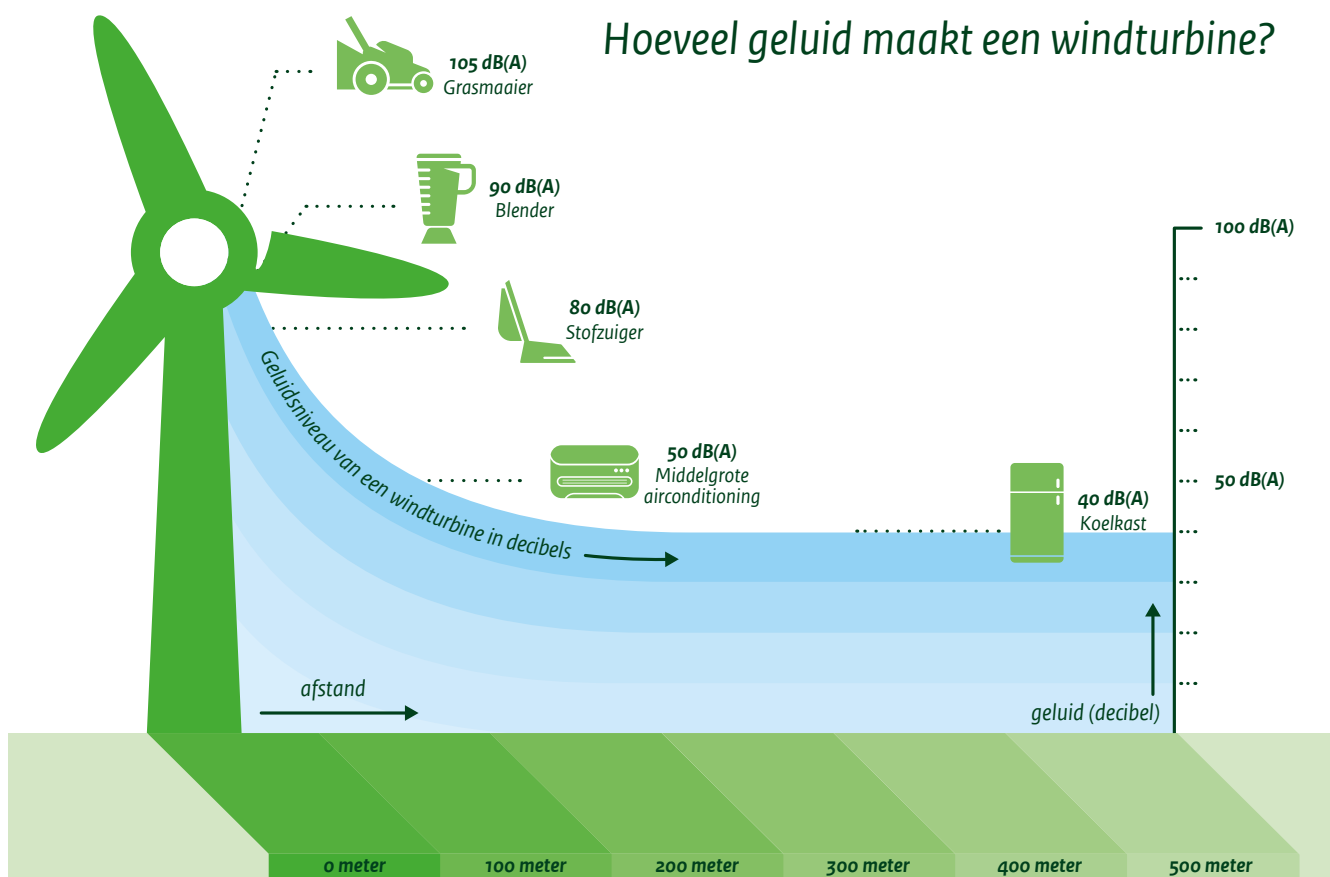 Hoeveel geluid maakt een windturbine?
105 dB(A)
Grasmaaier
90 dB(A)
Blender
100 dB(A)
80 dB(A)
Stofzuiger
Geluidsniveau van een windturbine in decibels
50 dB(A)
Middelgrote
airconditioning
50 dB(A)
40 dB(A)
Koelkast
afstand
geluid (decibel)
0 meter
100 meter
200 meter
300 meter
400 meter
500 meter